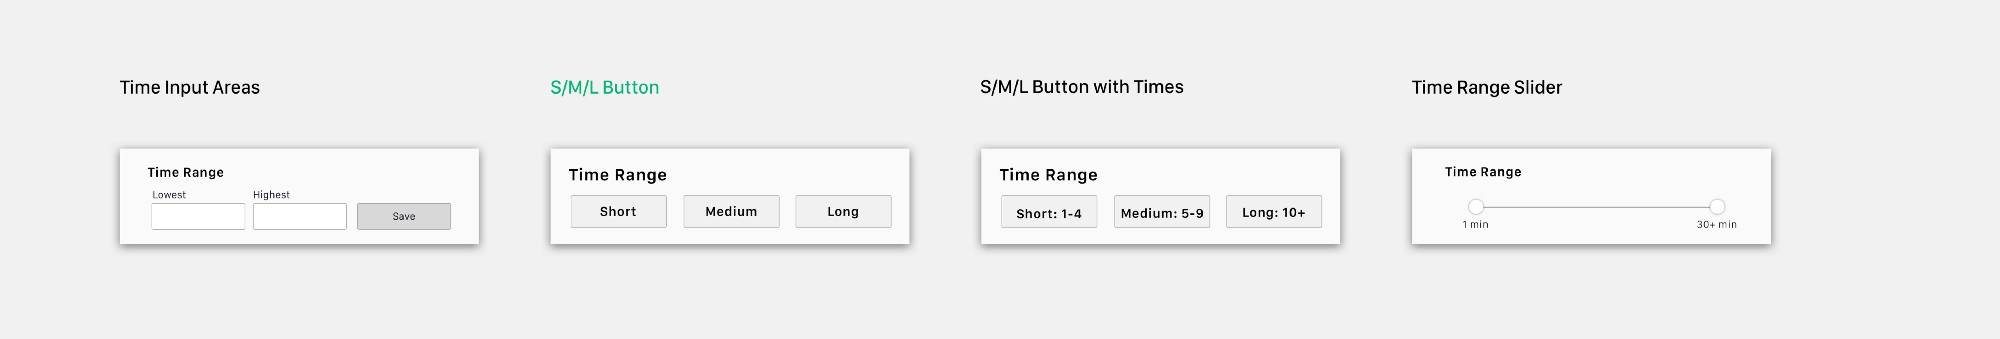 Time Input Areas
S/M/L Button
S/M/L Button with Times
Time Range Slider
Time Range
Lowest
Highest
Save
Time Range
Short
Medium
Long
Time Range
Short: 1-4
Medium: 5-9
Long: 10+
Time Range
1 min
30+ min